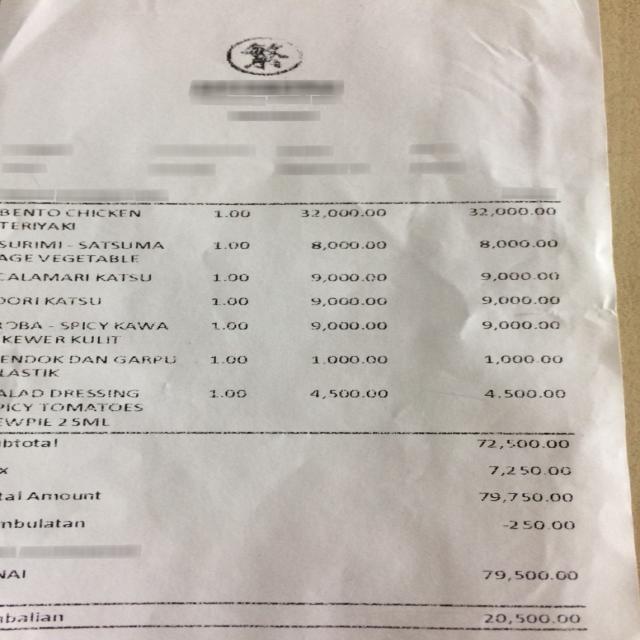 繁
BENTO CHICKEN 1.00 32,000.00 32,000.00
TERIYAKI
SURIMI - SATSUMA 1.00 8,000.00 8,000.00
AGE VEGETABLE
CALAMARI KATSU 1.00 9,000.00 9,000.00
DORI KATSU 1.00 9,000.00 9,000.00
ROBA - SPICY KAWA 1.00 9,000.00 9,000.00
KEWER KULIT
ENDOK DAN GARPU 1.00 1,000.00 1,000.00
LASTIK
ALAD DRESSING 1.00 4,500.00 4,500.00
PICY TOMATOES
EWPIE 25ML
btotal 72,500.00
x 7,250.00
tal Amount 79,750.00
mbulatan -250.00
NAI 79,500.00
balian 20,500.00